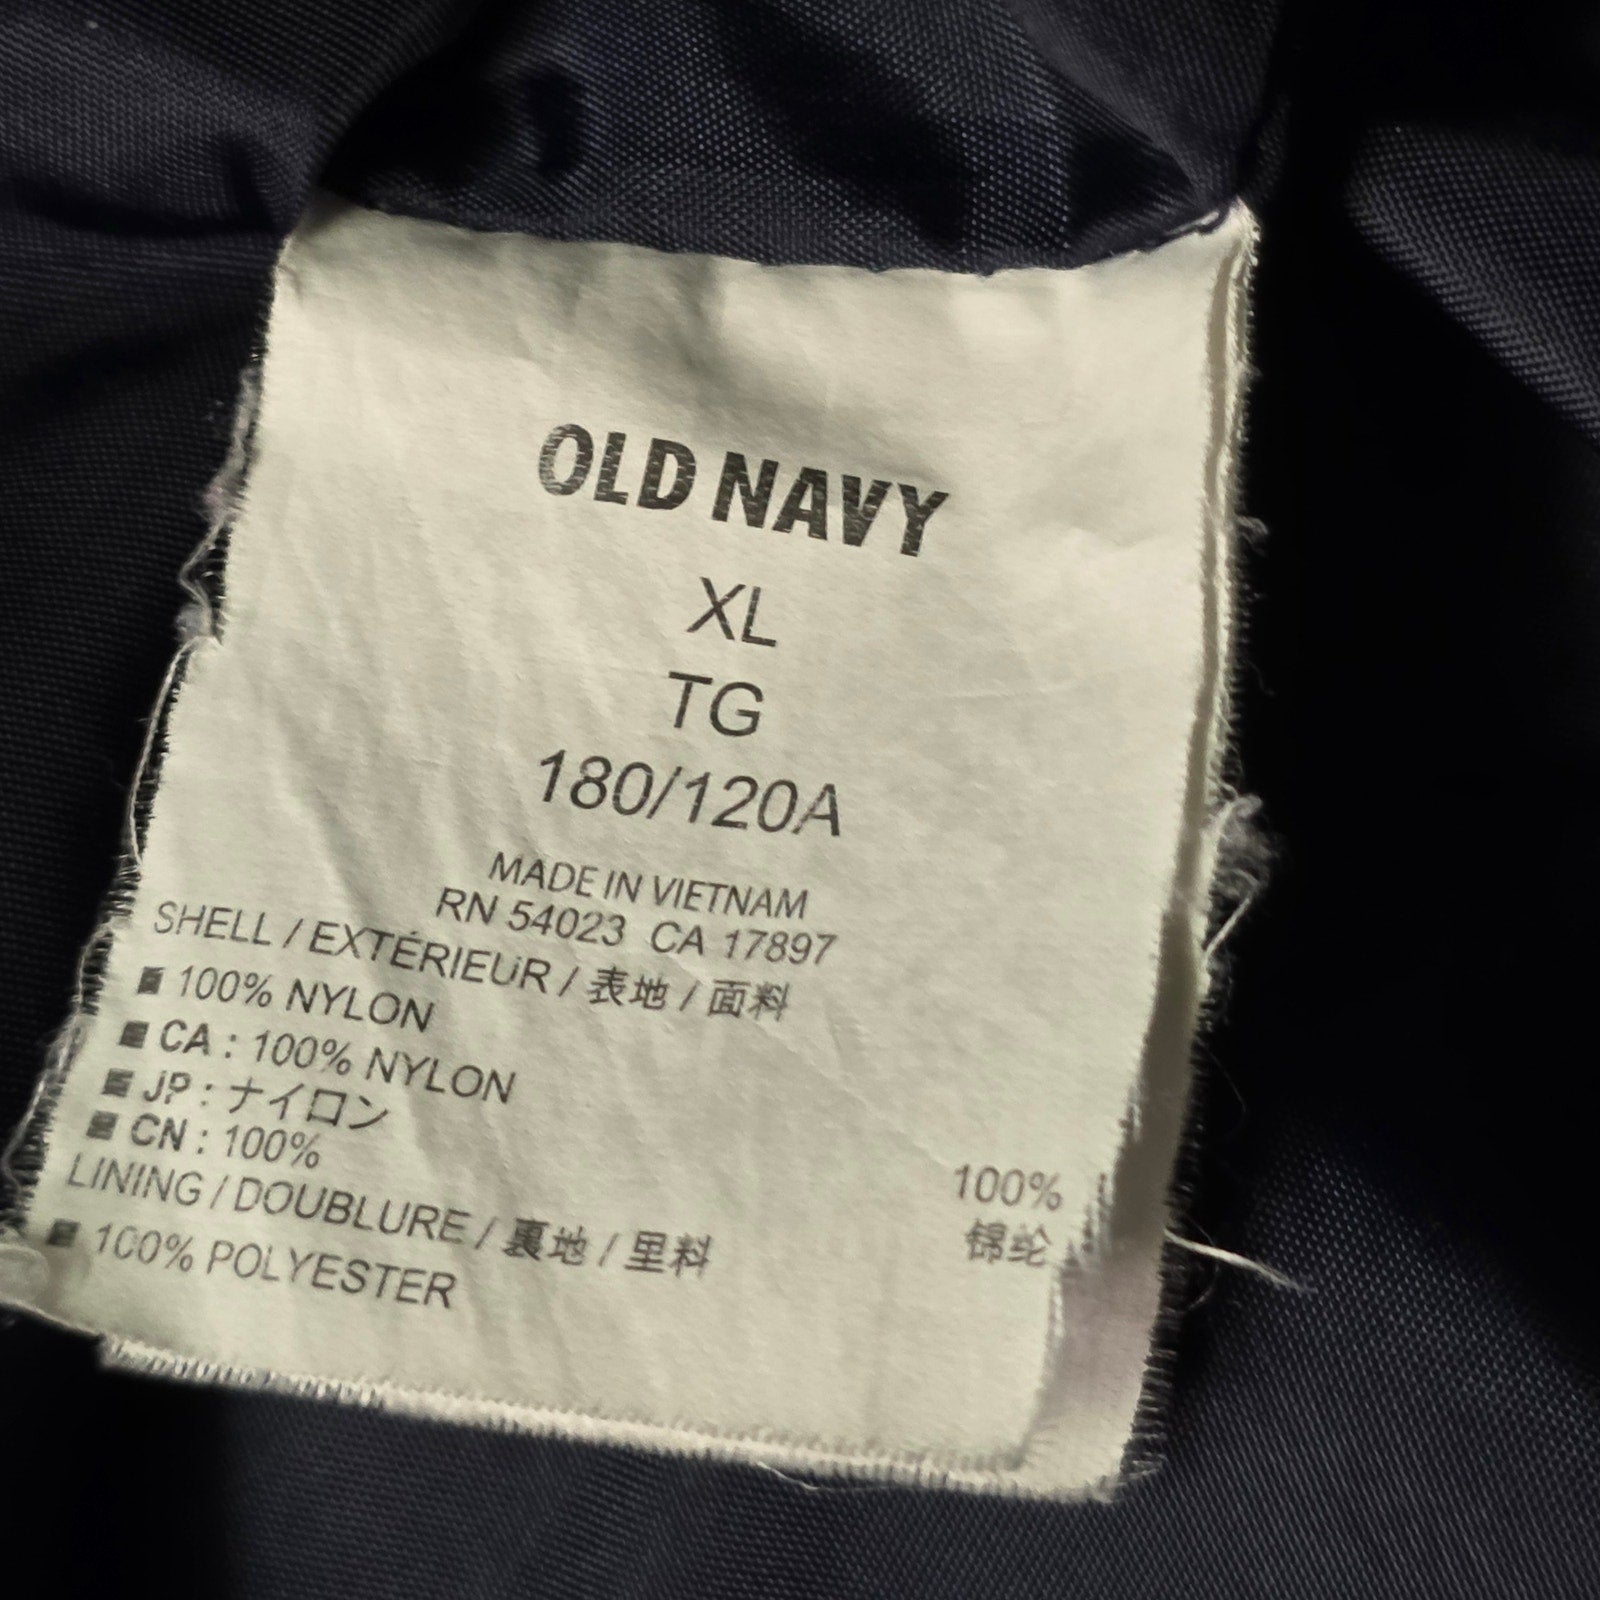 OLD NAVY
XL
TG
180/120A
MADE IN VIETNAM
RN 54023 CA 17897
SHELL / EXTÉRIEUR / 表地 / 面料
■ 100% NYLON
■ CA : 100% NYLON
■ JP : ナイロン 100%
■ CN : 100% 锦纶
LINING / DOUBLURE / 裏地 / 里料
■ 100% POLYESTER